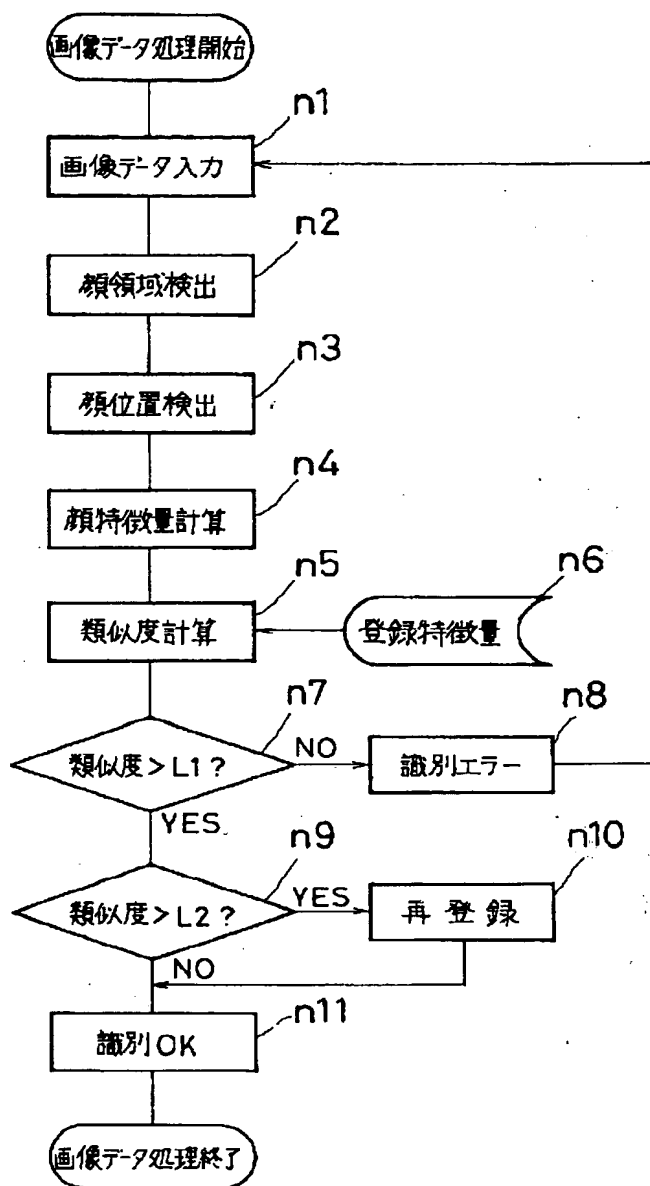 画像データ処理開始
n1
画像データ入力
n2
顔領域検出
n3
顔位置検出
n4
顔特徴量計算
n5
類似度計算
n6
登録特徴量
n7
類似度>L1?
NO
n8
識別エラー
YES
n9
類似度>L2?
YES
n10
再登録
NO
n11
識別OK
画像データ処理終了